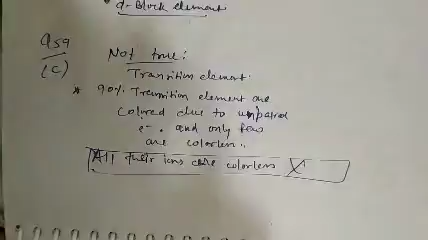 d-Block element
Q59
(C)
Not true:
Transition element.
* 90% Transition element are
colored due to unpaired
e-. and only few
are colorless.
All their ions are colorless X